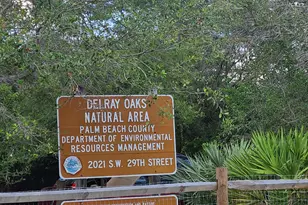 DELRAY OAKS
NATURAL AREA
PALM BEACH COUNTY
DEPARTMENT OF ENVIRONMENTAL
RESOURCES MANAGEMENT
2021 S.W. 29TH STREET